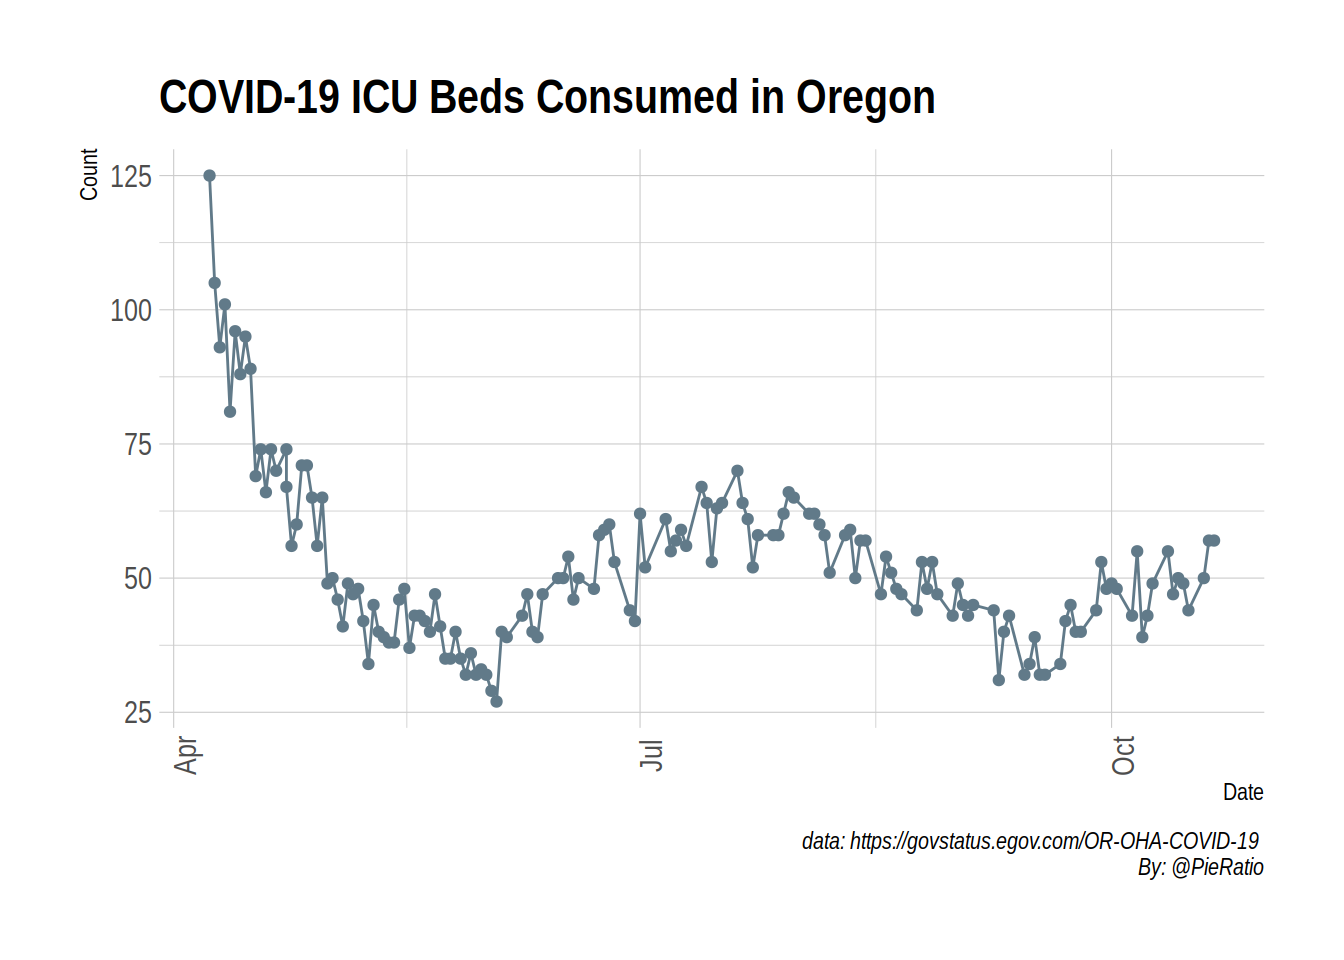 COVID-19 ICU Beds Consumed in Oregon
Count
125
100
75
50
25
Apr
Jul
Oct
Date
data: https://govstatus.egov.com/OR-OHA-COVID-19
By: @PieRatio